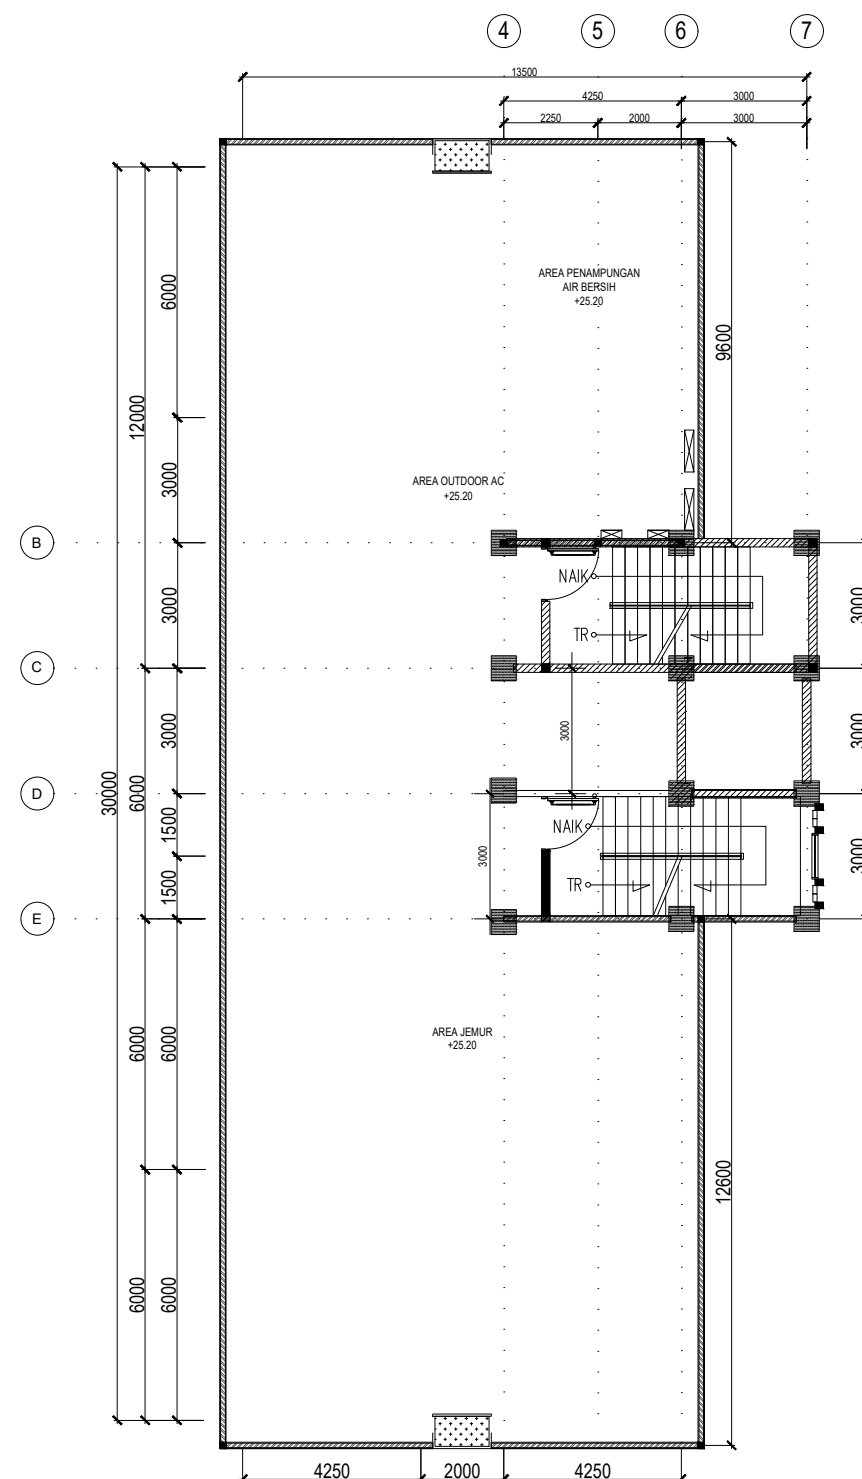 4 5 6 7
13500
4250 3000
2250 2000 3000
6000
AREA PENAMPUNGAN
AIR BERSIH
+25.20
9600
12000
3000
AREA OUTDOOR AC
+25.20
B
NAIK
3000
3000
TR
C
3000
3000
3000
30000
6000
D
1500
NAIK
3000
3000
1500
TR
E
AREA JEMUR
+25.20
6000
6000
12600
6000
6000
4250 2000 4250